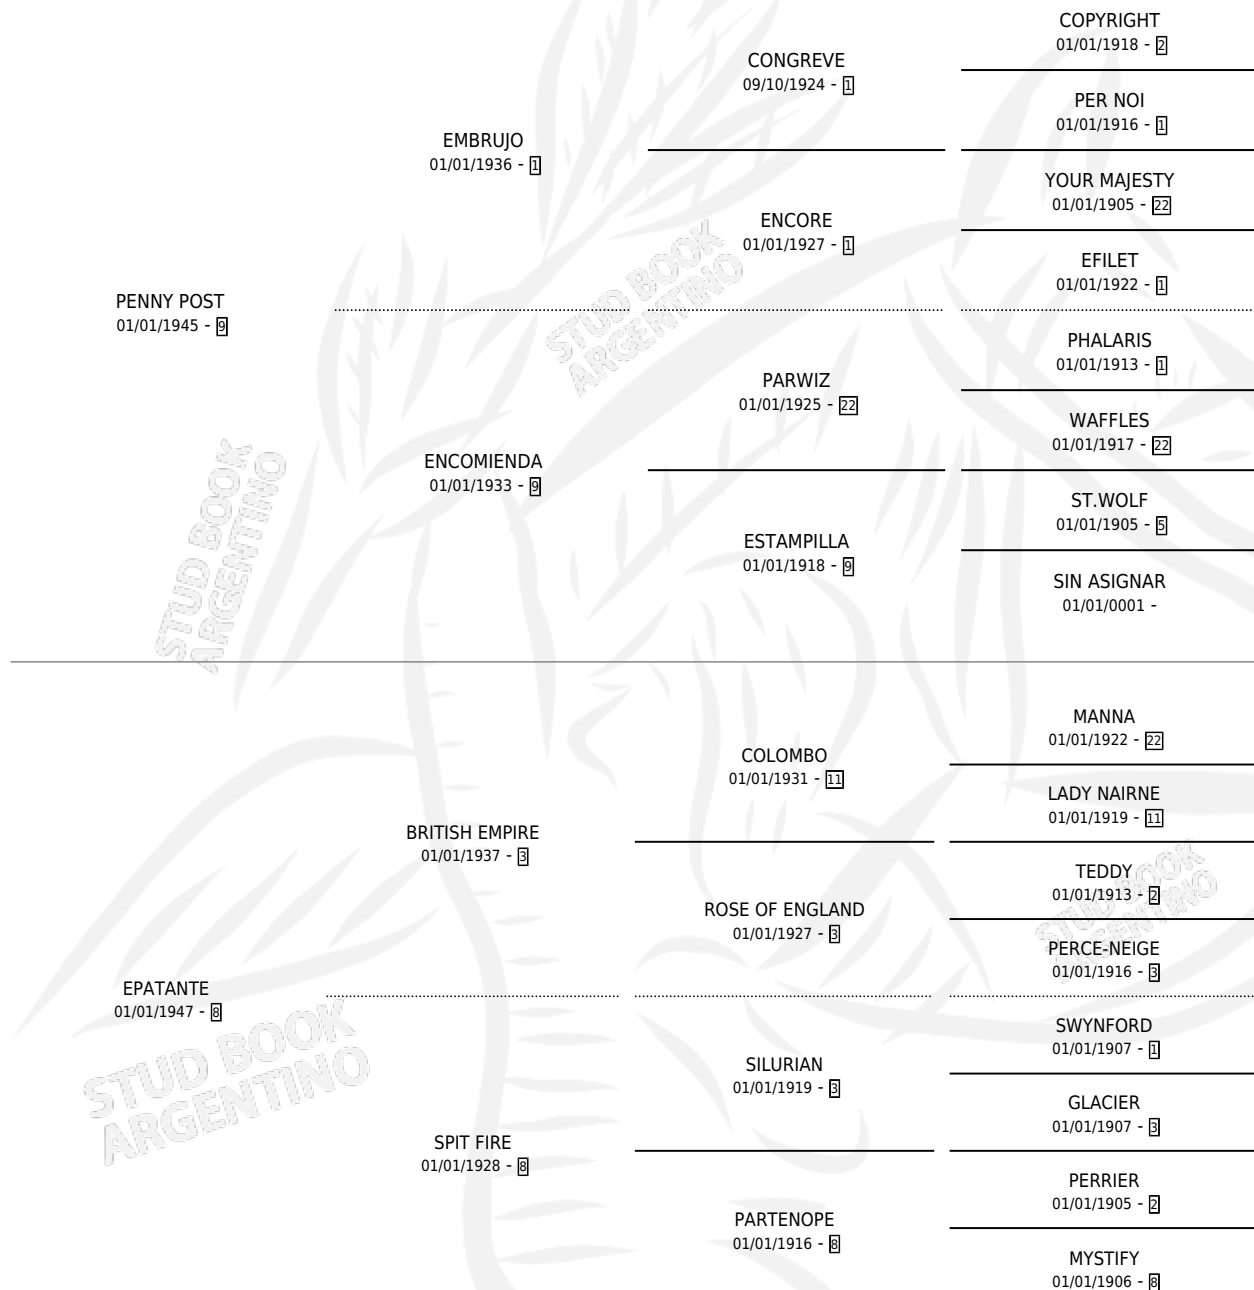 COPYRIGHT
01/01/1918 - 2
CONGREVE
09/10/1924 - 1
PER NOI
01/01/1916 - 1
EMBRUJO
01/01/1936 - 1
YOUR MAJESTY
01/01/1905 - 22
ENCORE
01/01/1927 - 1
EFILET
01/01/1922 - 1
PENNY POST
01/01/1945 - 9
PHALARIS
01/01/1913 - 1
PARWIZ
01/01/1925 - 22
WAFFLES
01/01/1917 - 22
ENCOMIENDA
01/01/1933 - 9
ST.WOLF
01/01/1905 - 5
ESTAMPILLA
01/01/1918 - 9
SIN ASIGNAR
01/01/0001 -
MANNA
01/01/1922 - 22
COLOMBO
01/01/1931 - 11
LADY NAIRNE
01/01/1919 - 11
BRITISH EMPIRE
01/01/1937 - 3
TEDDY
01/01/1913 - 2
ROSE OF ENGLAND
01/01/1927 - 3
PERCE-NEIGE
01/01/1916 - 3
EPATANTE
01/01/1947 - 8
SWYNFORD
01/01/1907 - 1
SILURIAN
01/01/1919 - 3
GLACIER
01/01/1907 - 3
SPIT FIRE
01/01/1928 - 8
PERRIER
01/01/1905 - 2
PARTENOPE
01/01/1916 - 8
MYSTIFY
01/01/1906 - 8
STUD BOOK
ARGENTINO
STUD BOOK
ARGENTINO
STUD BOOK
ARGENTINO
STUD BOOK
ARGENTINO